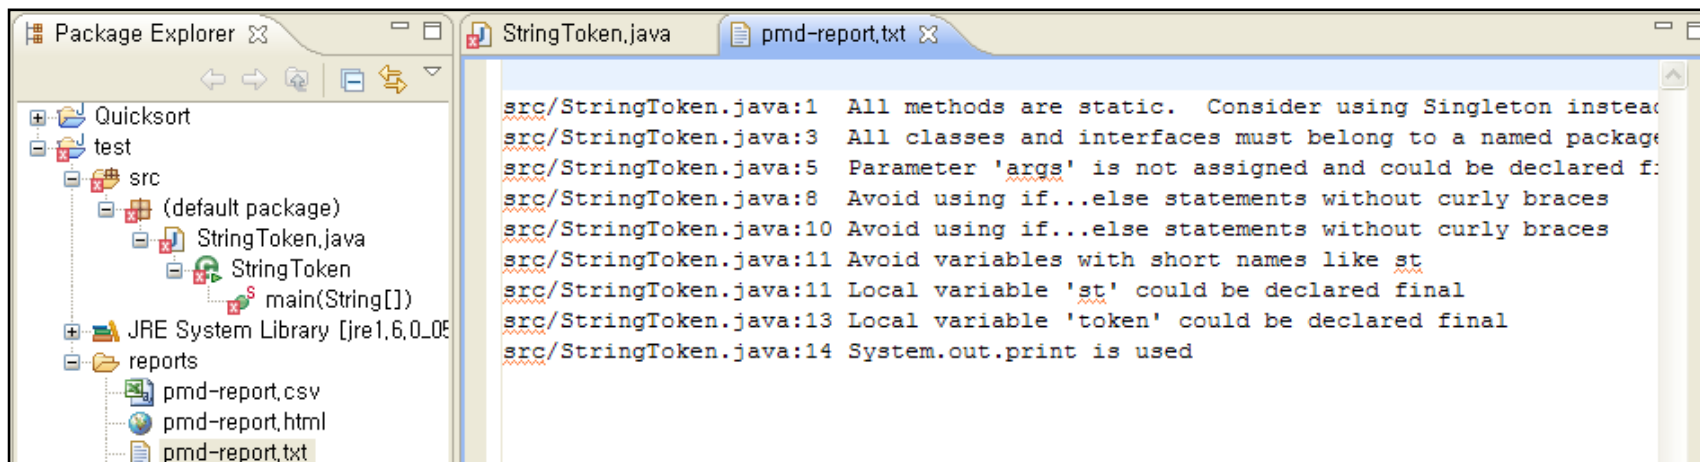 Package Explorer
Quicksort
test
src
(default package)
StringToken.java
StringToken
main(String[])
JRE System Library [jre1.6.0_05
reports
pmd-report.csv
pmd-report.html
pmd-report.txt
StringToken.java
pmd-report.txt
src/StringToken.java:1 All methods are static.  Consider using Singleton instead
src/StringToken.java:3 All classes and interfaces must belong to a named package
src/StringToken.java:5 Parameter 'args' is not assigned and could be declared fi
src/StringToken.java:8 Avoid using if...else statements without curly braces
src/StringToken.java:10 Avoid using if...else statements without curly braces
src/StringToken.java:11 Avoid variables with short names like st
src/StringToken.java:11 Local variable 'st' could be declared final
src/StringToken.java:13 Local variable 'token' could be declared final
src/StringToken.java:14 System.out.print is used